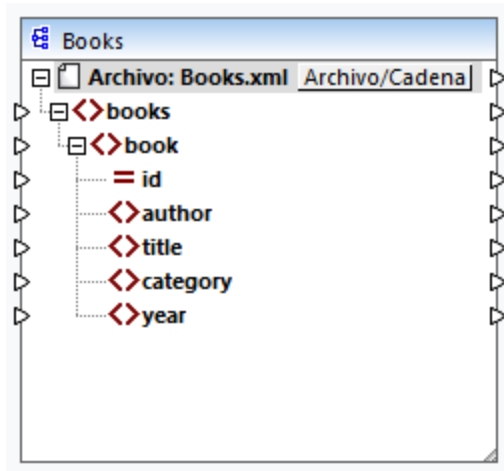 Books
Archivo: Books.xml Archivo/Cadena
books
book
id
author
title
category
year